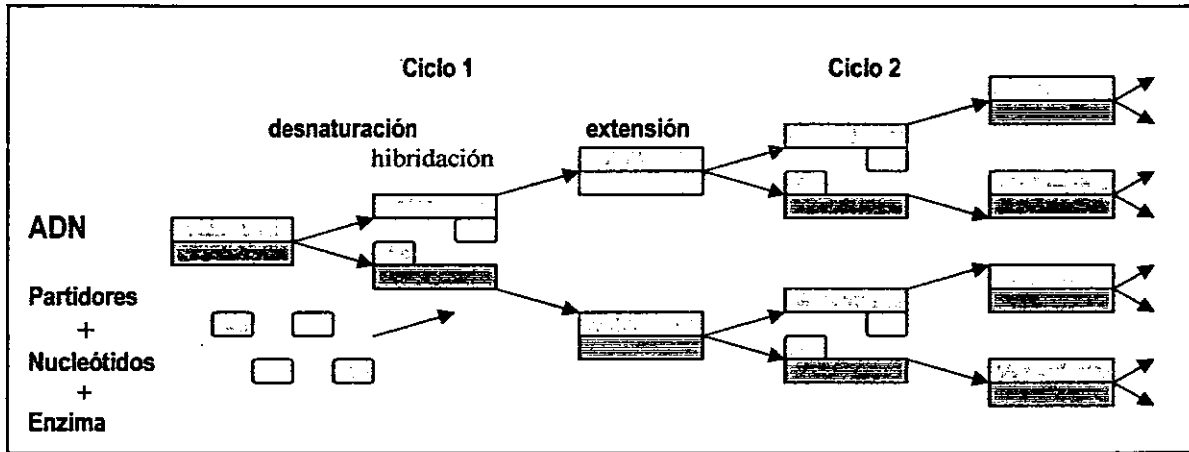 Ciclo 1
Ciclo 2
desnaturación
extensión
hibridación
ADN
Partidores
+
Nucleótidos
+
Enzima